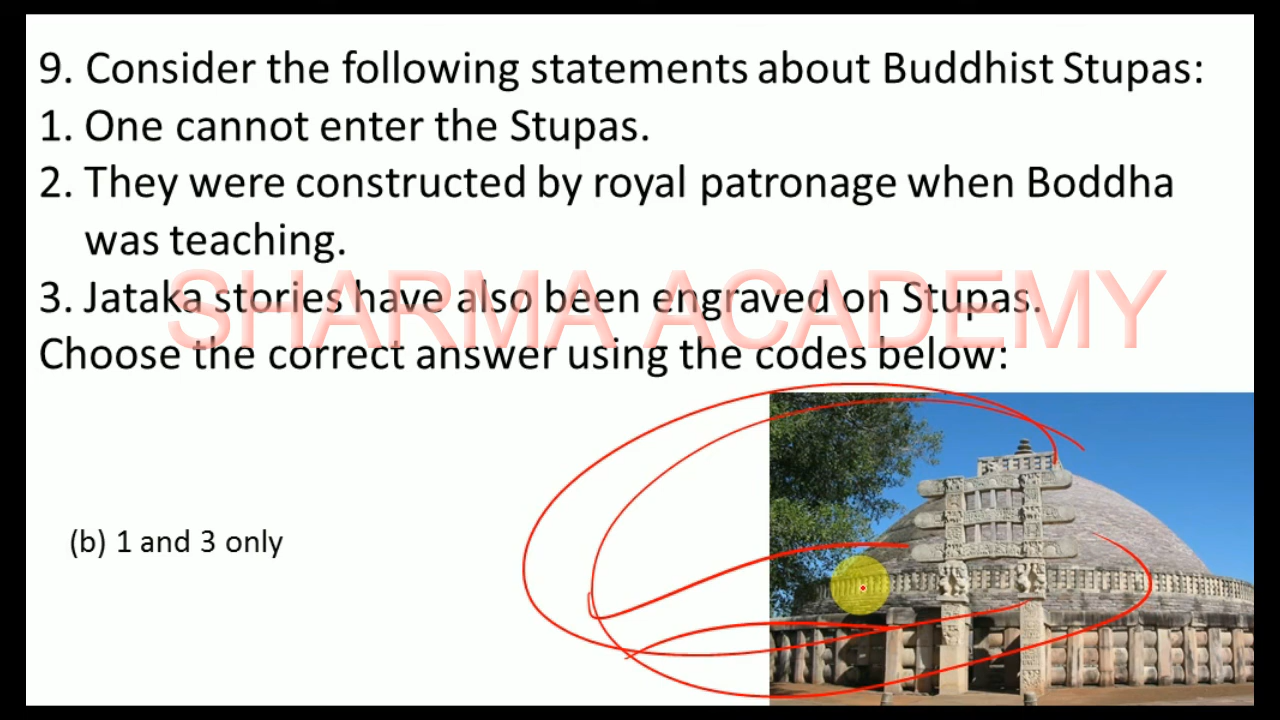 9. Consider the following statements about Buddhist Stupas:
1. One cannot enter the Stupas.
2. They were constructed by royal patronage when Boddha
was teaching.
3. Jataka stories have also been engraved on Stupas.
SHARMA ACADEMY
Choose the correct answer using the codes below:
(b) 1 and 3 only